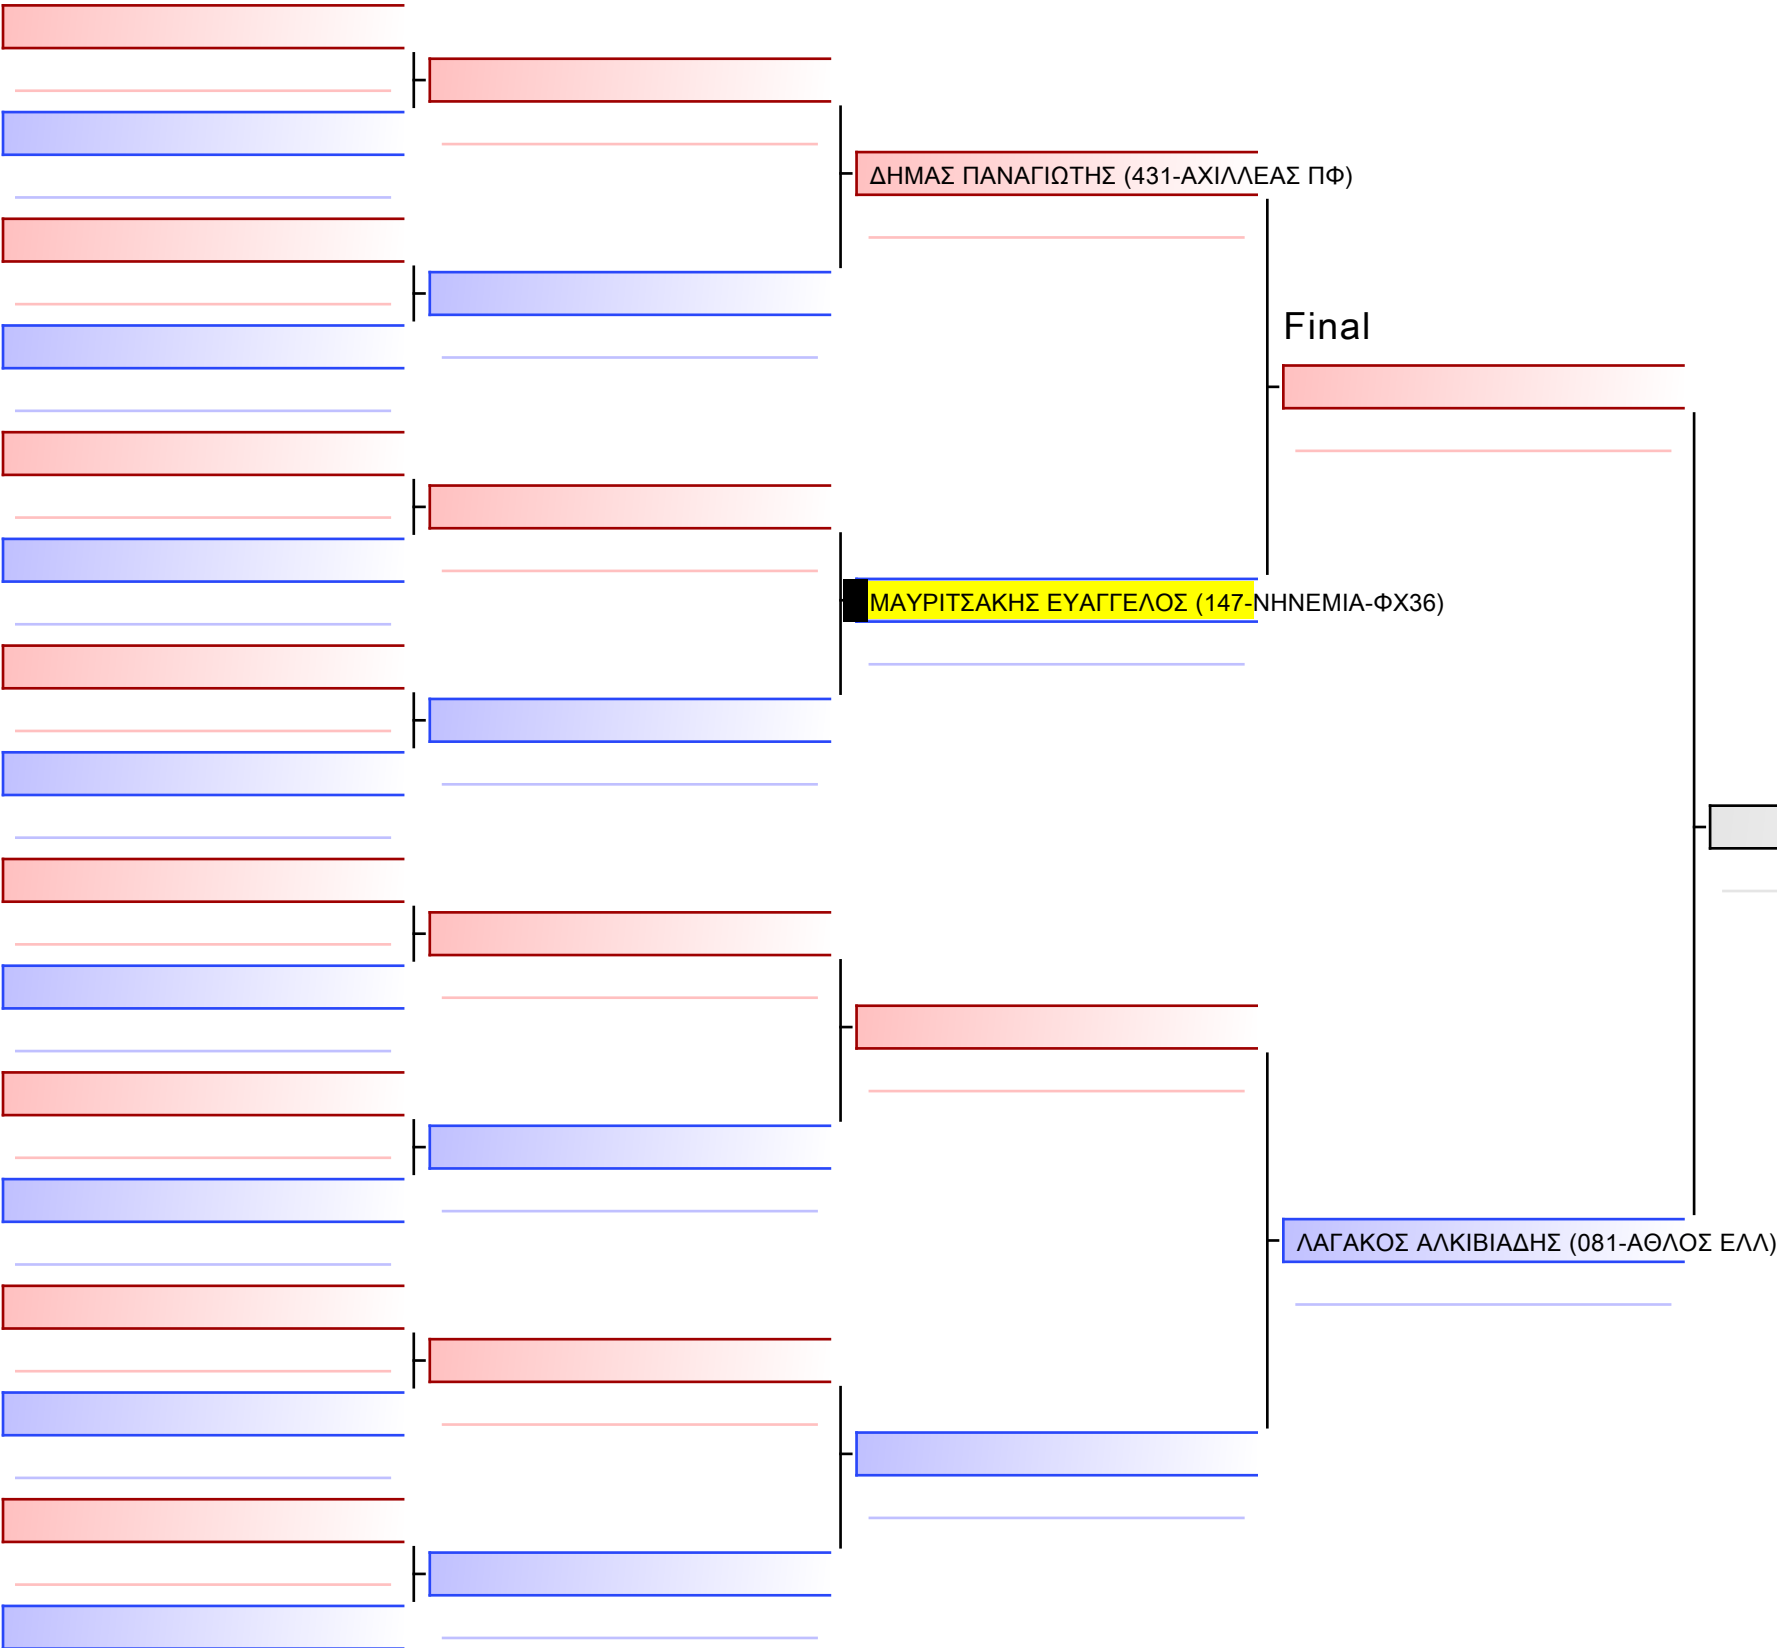 ΔΗΜΑΣ ΠΑΝΑΓΙΩΤΗΣ (431-ΑΧΙΛΛΕΑΣ ΠΦ)
Final
ΜΑΥΡΙΤΣΑΚΗΣ ΕΥΑΓΓΕΛΟΣ (147-ΝΗΝΕΜΙΑ-ΦΧ36)
ΛΑΓΑΚΟΣ ΑΛΚΙΒΙΑΔΗΣ (081-ΑΘΛΟΣ ΕΛΛ)